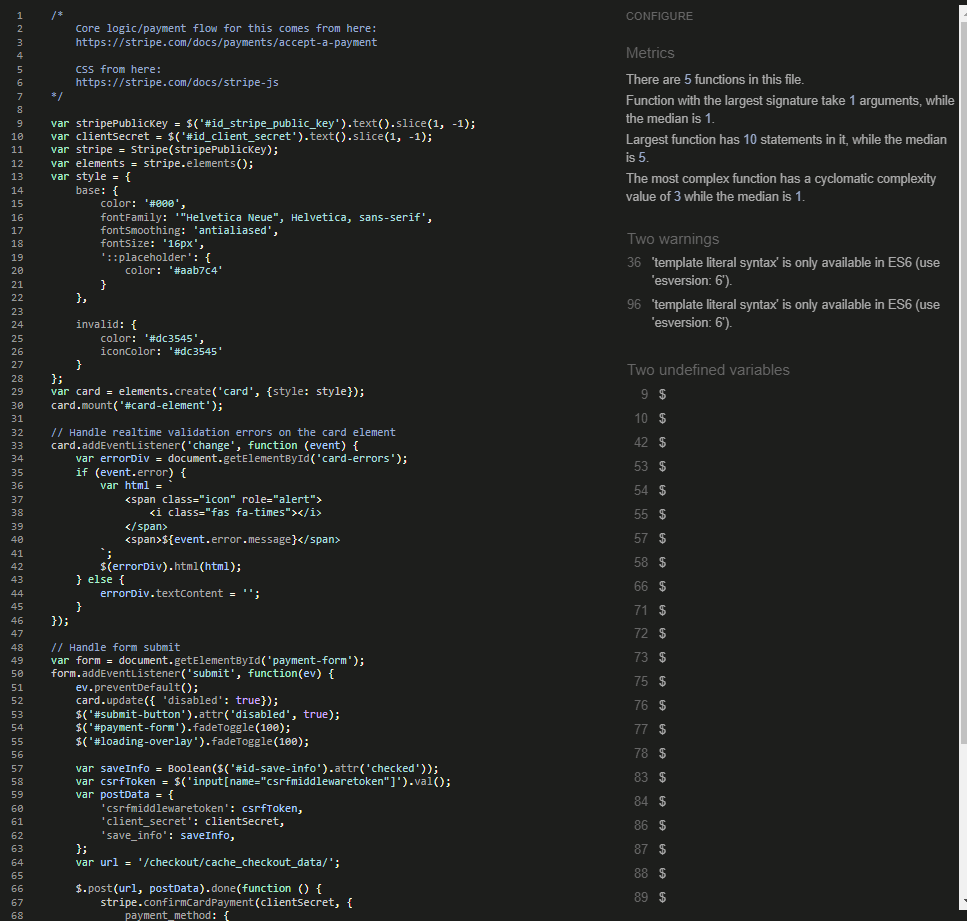 1 /*
2 Core logic/payment flow for this comes from here:
3 https://stripe.com/docs/payments/accept-a-payment
4
5 CSS from here:
6 https://stripe.com/docs/stripe-js
7 */
8
9 var stripePublicKey = $('#id_stripe_public_key').text().slice(1, -1);
10 var clientSecret = $('#id_client_secret').text().slice(1, -1);
11 var stripe = Stripe(stripePublicKey);
12 var elements = stripe.elements();
13 var style = {
14 base: {
15 color: '#000',
16 fontFamily: '"Helvetica Neue", Helvetica, sans-serif',
17 fontSmoothing: 'antialiased',
18 fontSize: '16px',
19 '::placeholder': {
20 color: '#aab7c4'
21 }
22 },
23
24 invalid: {
25 color: '#dc3545',
26 iconColor: '#dc3545'
27 }
28 };
29 var card = elements.create('card', {style: style});
30 card.mount('#card-element');
31
32 // Handle realtime validation errors on the card element
33 card.addEventListener('change', function (event) {
34 var errorDiv = document.getElementById('card-errors');
35 if (event.error) {
36 var html = `
37 <span class="icon" role="alert">
38 <i class="fas fa-times"></i>
39 </span>
40 <span>${event.error.message}</span>
41 `;
42 $(errorDiv).html(html);
43 } else {
44 errorDiv.textContent = '';
45 }
46 });
47
48 // Handle form submit
49 var form = document.getElementById('payment-form');
50 form.addEventListener('submit', function(ev) {
51 ev.preventDefault();
52 card.update({ 'disabled': true});
53 $('#submit-button').attr('disabled', true);
54 $('#payment-form').fadeToggle(100);
55 $('#loading-overlay').fadeToggle(100);
56
57 var saveInfo = Boolean($('#id-save-info').attr('checked'));
58 var csrfToken = $('input[name="csrfmiddlewaretoken"]').val();
59 var postData = {
60 'csrfmiddlewaretoken': csrfToken,
61 'client_secret': clientSecret,
62 'save_info': saveInfo,
63 };
64 var url = '/checkout/cache_checkout_data/';
65
66 $.post(url, postData).done(function () {
67 stripe.confirmCardPayment(clientSecret, {
68 payment_method: {
CONFIGURE
Metrics
There are 5 functions in this file.
Function with the largest signature take 1 arguments, while
the median is 1.
Largest function has 10 statements in it, while the median
is 5.
The most complex function has a cyclomatic complexity
value of 3 while the median is 1.
Two warnings
36 'template literal syntax' is only available in ES6 (use
'esversion: 6').
96 'template literal syntax' is only available in ES6 (use
'esversion: 6').
Two undefined variables
9 $
10 $
42 $
53 $
54 $
55 $
57 $
58 $
66 $
71 $
72 $
73 $
75 $
76 $
77 $
78 $
83 $
84 $
86 $
87 $
88 $
89 $